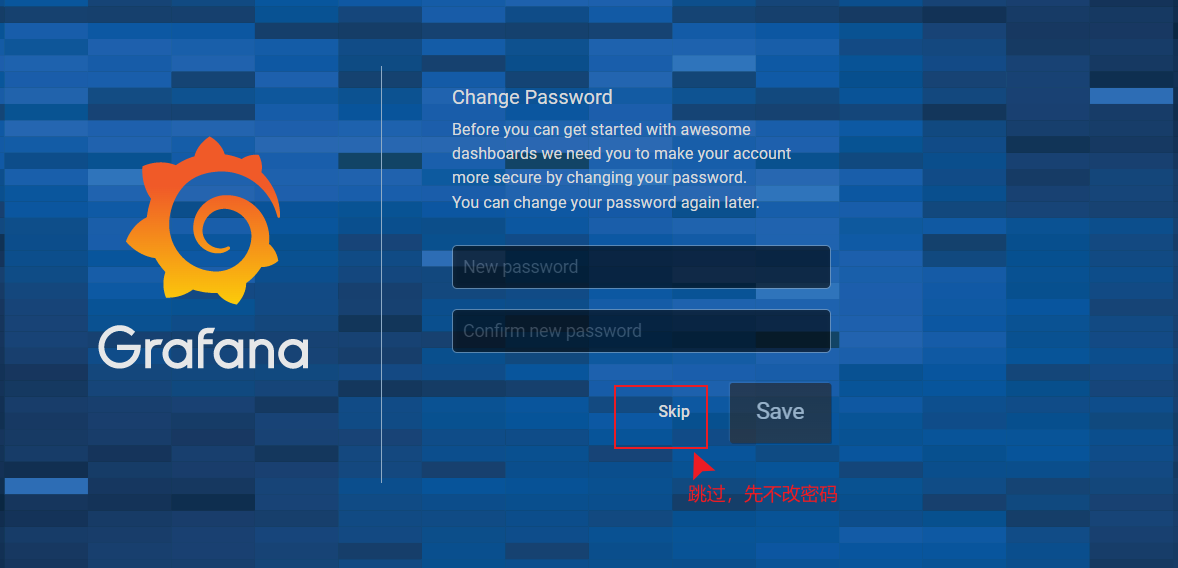 Grafana
Change Password
Before you can get started with awesome
dashboards we need you to make your account
more secure by changing your password.
You can change your password again later.
New password
Confirm new password
Skip
Save
跳过，先不改密码